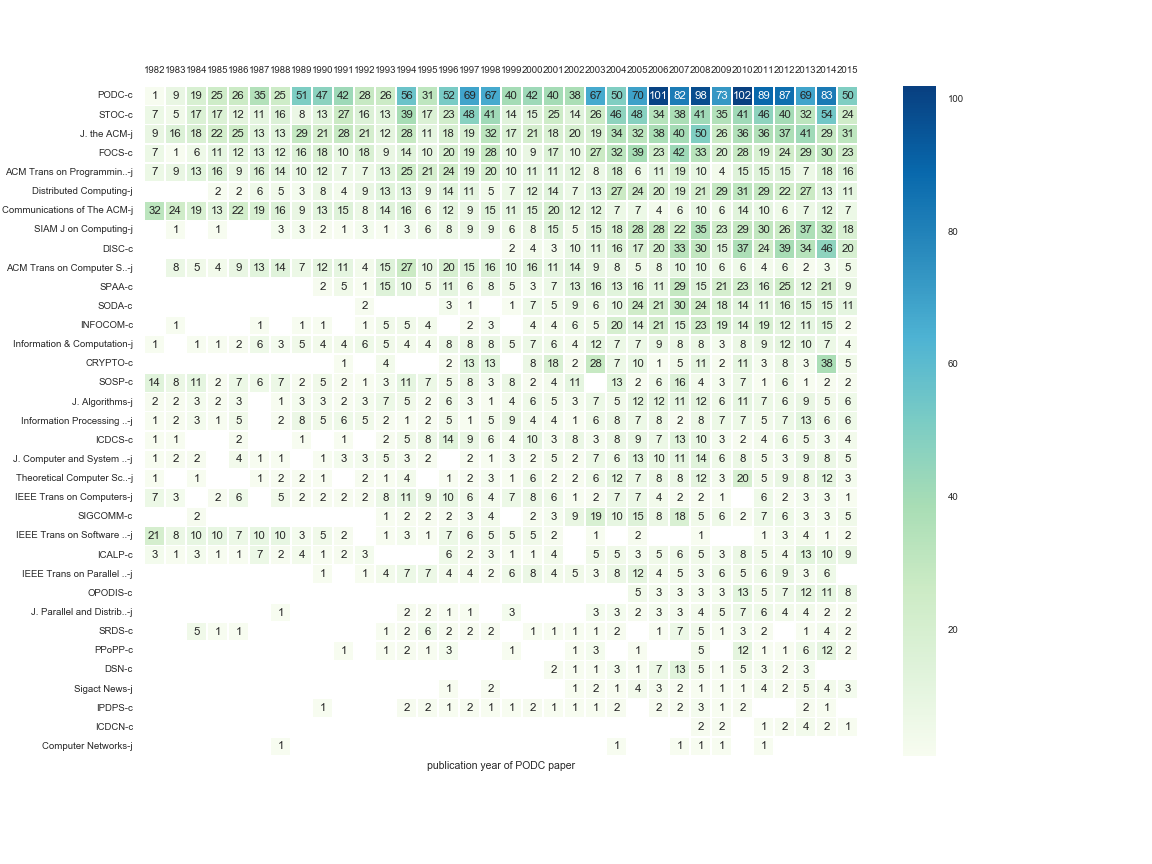 1982 1983 1984 1985 1986 1987 1988 1989 1990 1991 1992 1993 1994 1995 1996 1997 1998 1999 2000 2001 2002 2003 2004 2005 2006 2007 2008 2009 2010 2011 2012 2013 2014 2015
PODC-c 1 9 19 25 26 35 25 51 47 42 28 26 56 31 52 69 67 40 42 40 38 67 50 70 101 82 98 73 102 89 87 69 83 50
STOC-c 7 5 17 17 12 11 16 8 13 27 16 13 39 17 23 48 41 14 15 25 14 26 46 48 34 38 41 35 41 46 40 32 54 24
J. the ACM-j 9 16 18 22 25 13 13 29 21 28 21 12 28 11 18 19 32 17 21 18 20 19 34 32 38 40 50 26 36 36 37 41 29 31
FOCS-c 7 1 6 11 12 13 12 16 18 10 18 9 14 10 20 19 28 10 9 17 10 27 32 39 23 42 33 20 28 19 24 29 30 23
ACM Trans on Programmin..-j 7 9 13 16 9 16 14 10 12 7 7 13 25 21 24 19 20 10 11 11 12 8 18 6 11 19 10 4 15 15 15 7 18 16
Distributed Computing-j 2 2 6 5 3 8 4 9 13 13 9 14 11 5 7 12 14 7 13 27 24 20 19 21 29 31 29 22 27 13 11
Communications of The ACM-j 32 24 19 13 22 19 16 9 13 15 8 14 16 6 12 9 15 11 15 20 12 12 7 7 4 6 10 6 14 10 6 7 12 7
SIAM J on Computing-j 1 1 3 3 2 1 3 1 3 6 8 9 9 6 8 15 5 15 18 28 28 22 35 23 29 30 26 37 32 18
DISC-c 2 4 3 10 11 16 17 20 33 30 15 37 24 39 34 46 20
ACM Trans on Computer S..-j 8 5 4 9 13 14 7 12 11 4 15 27 10 20 15 16 10 16 11 14 9 8 5 8 10 10 6 6 4 6 2 3 5
SPAA-c 2 5 1 15 10 5 11 6 8 5 3 7 13 16 13 16 11 29 15 21 23 16 25 12 21 9
SODA-c 2 3 1 1 7 5 9 6 10 24 21 30 24 18 14 11 16 15 15 11
INFOCOM-c 1 1 1 1 1 5 5 4 2 3 4 4 6 5 20 14 21 15 23 19 14 19 12 11 15 2
Information & Computation-j 1 1 1 2 6 3 5 4 4 6 5 4 4 8 8 8 5 7 6 4 12 7 7 9 8 8 3 8 9 12 10 7 4
CRYPTO-c 1 4 2 13 13 8 18 2 28 7 10 1 5 11 2 11 3 8 3 38 5
SOSP-c 14 8 11 2 7 6 7 2 5 2 1 3 11 7 5 8 3 8 2 4 11 13 2 6 16 4 3 7 1 6 1 2 2
J. Algorithms-j 2 2 3 2 3 1 3 3 2 3 7 5 2 6 3 1 4 6 5 3 7 5 12 12 11 12 6 11 7 6 9 5 6
Information Processing ..-j 1 2 3 1 5 2 8 5 6 5 2 1 2 5 1 5 9 4 4 1 6 8 7 8 2 8 7 7 5 7 13 6 6
ICDCS-c 1 1 2 1 1 2 5 8 14 9 6 4 10 3 8 3 8 9 7 13 10 3 2 4 6 5 3 4
J. Computer and System ..-j 1 2 2 4 1 1 1 3 3 5 3 2 2 1 3 2 5 2 7 6 13 10 11 14 6 8 5 3 9 8 5
Theoretical Computer Sc..-j 1 1 1 2 2 1 2 1 4 1 2 3 1 6 2 2 6 12 7 8 8 12 3 20 5 9 8 12 3
IEEE Trans on Computers-j 7 3 2 6 5 2 2 2 2 8 11 9 10 6 4 7 8 6 1 2 7 7 4 2 2 1 6 2 3 3 1
SIGCOMM-c 2 1 2 2 2 3 4 2 3 9 19 10 15 8 18 5 6 2 7 6 3 3 5
IEEE Trans on Software ..-j 21 8 10 10 7 10 10 3 5 2 1 3 1 7 6 5 5 5 2 1 2 1 1 3 4 1 2
ICALP-c 3 1 3 1 1 7 2 4 1 2 3 6 2 3 1 1 4 5 5 3 5 6 5 3 8 5 4 13 10 9
IEEE Trans on Parallel ..-j 1 1 4 7 7 4 4 2 6 8 4 5 3 8 12 4 5 3 6 5 6 9 3 6
OPODIS-c 5 3 3 3 3 13 5 7 12 11 8
J. Parallel and Distrib..-j 1 2 2 1 1 3 3 3 2 3 3 4 5 7 6 4 4 2 2
SRDS-c 5 1 1 1 2 6 2 2 2 1 1 1 1 2 1 7 5 1 3 2 1 4 2
PPoPP-c 1 1 2 1 3 1 1 3 1 5 12 1 1 6 12 2
DSN-c 2 1 1 3 1 7 13 5 1 5 3 2 3
Sigact News-j 1 2 2 1 2 1 4 3 2 1 1 1 4 2 5 4 3
IPDPS-c 1 2 2 1 2 1 1 2 1 1 1 2 2 2 3 1 2 2 1
ICDCN-c 2 2 1 2 4 2 1
Computer Networks-j 1 1 1 1 1 1
publication year of PODC paper
100
80
60
40
20